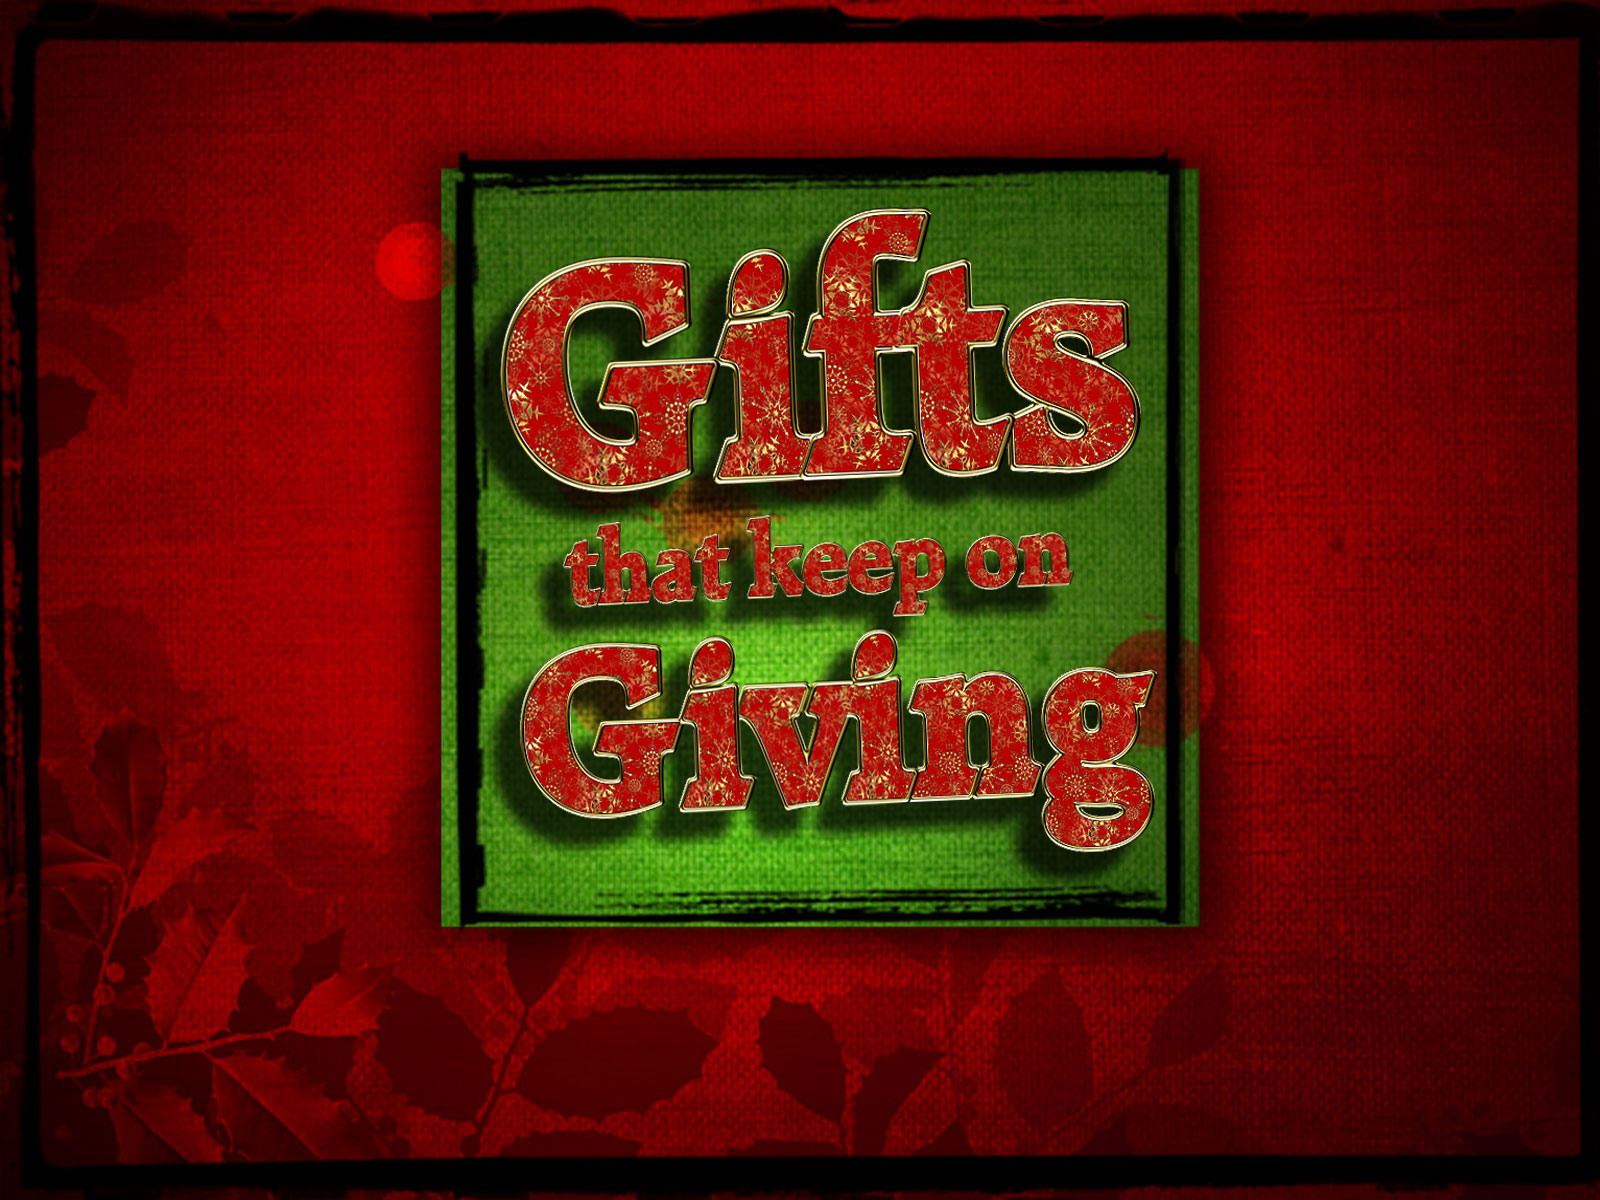 Gifts
that keep on
Giving